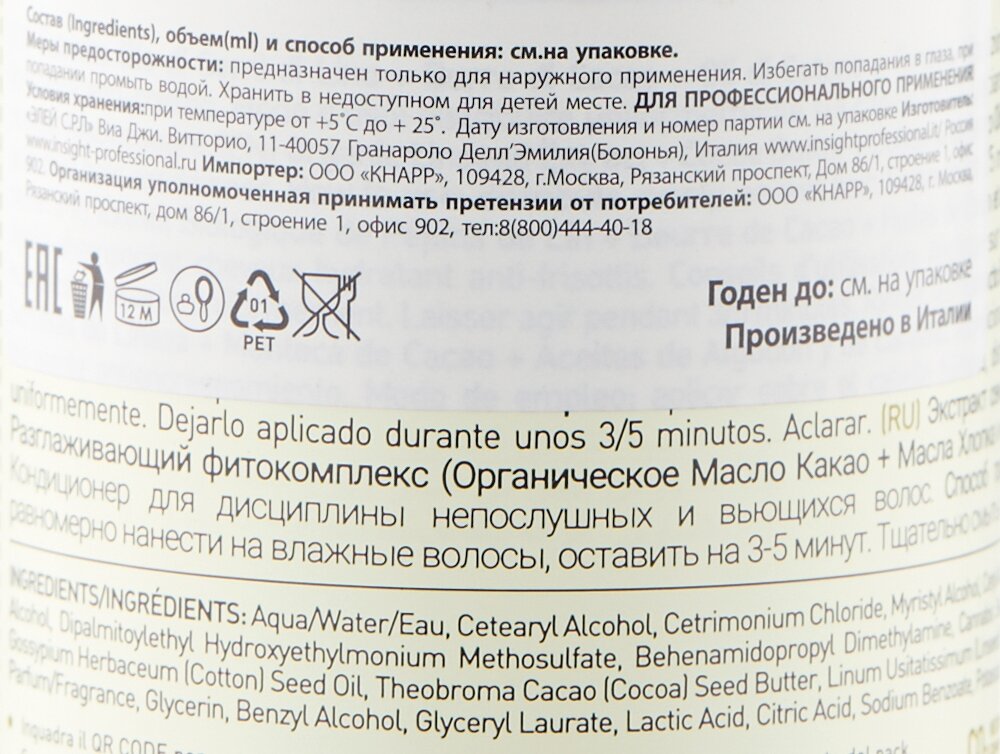 Состав (Ingredients), объем(ml) и способ применения: см.на упаковке.
Меры предосторожности: предназначен только для наружного применения. Избегать попадания в глаза, при
попадании промыть водой. Хранить в недоступном для детей месте. ДЛЯ ПРОФЕССИОНАЛЬНОГО ПРИМЕНЕНИЯ
Условия хранения:при температуре от +5˚C до + 25˚. Дату изготовления и номер партии см. на упаковке Изготовитель:
«ЭЛЕЙ С.Р.Л» Виа Джи. Витторио, 11-40057 Гранароло Делл’Эмилия(Болонья), Италия www.insightprofessional.it/ Россия
www.insight-professional.ru Импортер: ООО «КНАРР», 109428, г.Москва, Рязанский проспект, Дом 86/1, строение 1, офис
902. Организация уполномоченная принимать претензии от потребителей: ООО «КНАРР», 109428, г. Москва,
Рязанский проспект, дом 86/1, строение 1, офис 902, тел:8(800)444-40-18
EAC 12 M 01 PET
Годен до: см. на упаковке
Произведено в Италии
uniformemente. Dejarlo aplicado durante unos 3/5 minutos. Aclarar. (RU) Экстракт
Разглаживающий фитокомплекс (Органическое Масло Какао + Масла Хлопка
Кондиционер для дисциплины непослушных и вьющихся волос. Способ
равномерно нанести на влажные волосы, оставить на 3-5 минут. Тщательно
INGREDIENTS/INGRÉDIENTS: Aqua/Water/Eau, Cetearyl Alcohol, Cetrimonium Chloride, Myristyl Alcohol,
Alcohol, Dipalmitoylethyl Hydroxyethylmonium Methosulfate, Behenamidopropyl Dimethylamine,
Gossypium Herbaceum (Cotton) Seed Oil, Theobroma Cacao (Cocoa) Seed Butter, Linum Usitatissimum
Parfum/Fragrance, Glycerin, Benzyl Alcohol, Glyceryl Laurate, Lactic Acid, Citric Acid, Sodium Benzoate,
Inquadra il QR CODE